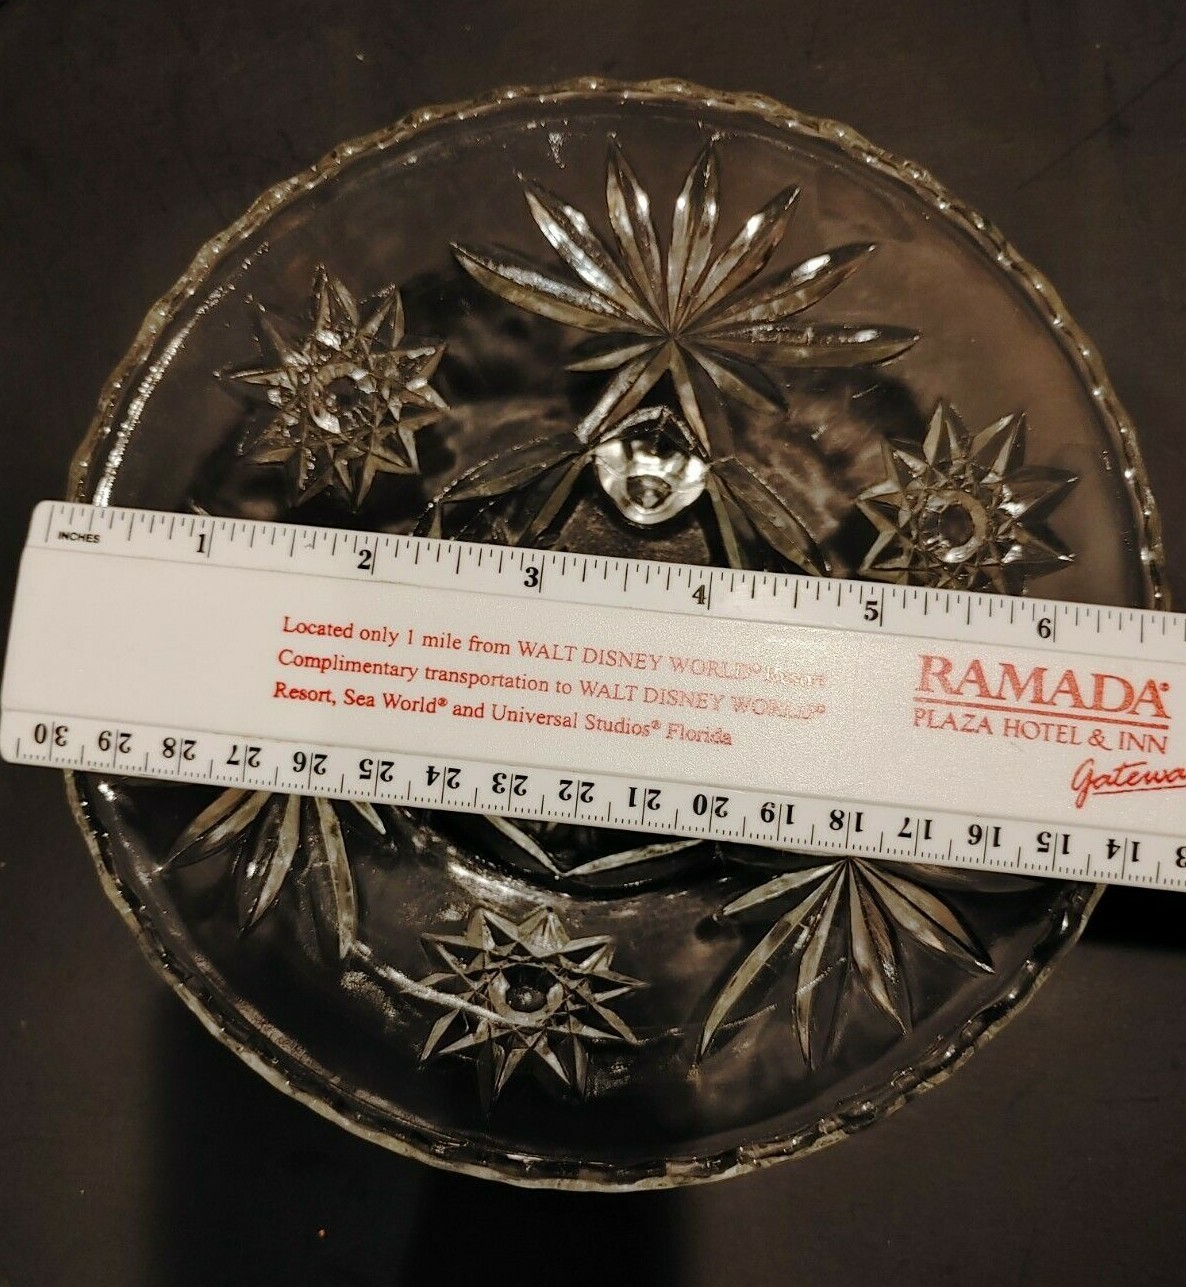 INCHES 1 2 3 4 5 6
Located only 1 mile from WALT DISNEY WORLD® Resort
Complimentary transportation to WALT DISNEY WORLD®
Resort, Sea World® and Universal Studios® Florida
RAMADA®
PLAZA HOTEL & INN
Gatewa
30 29 28 27 26 25 24 23 22 21 20 19 18 17 16 15 14